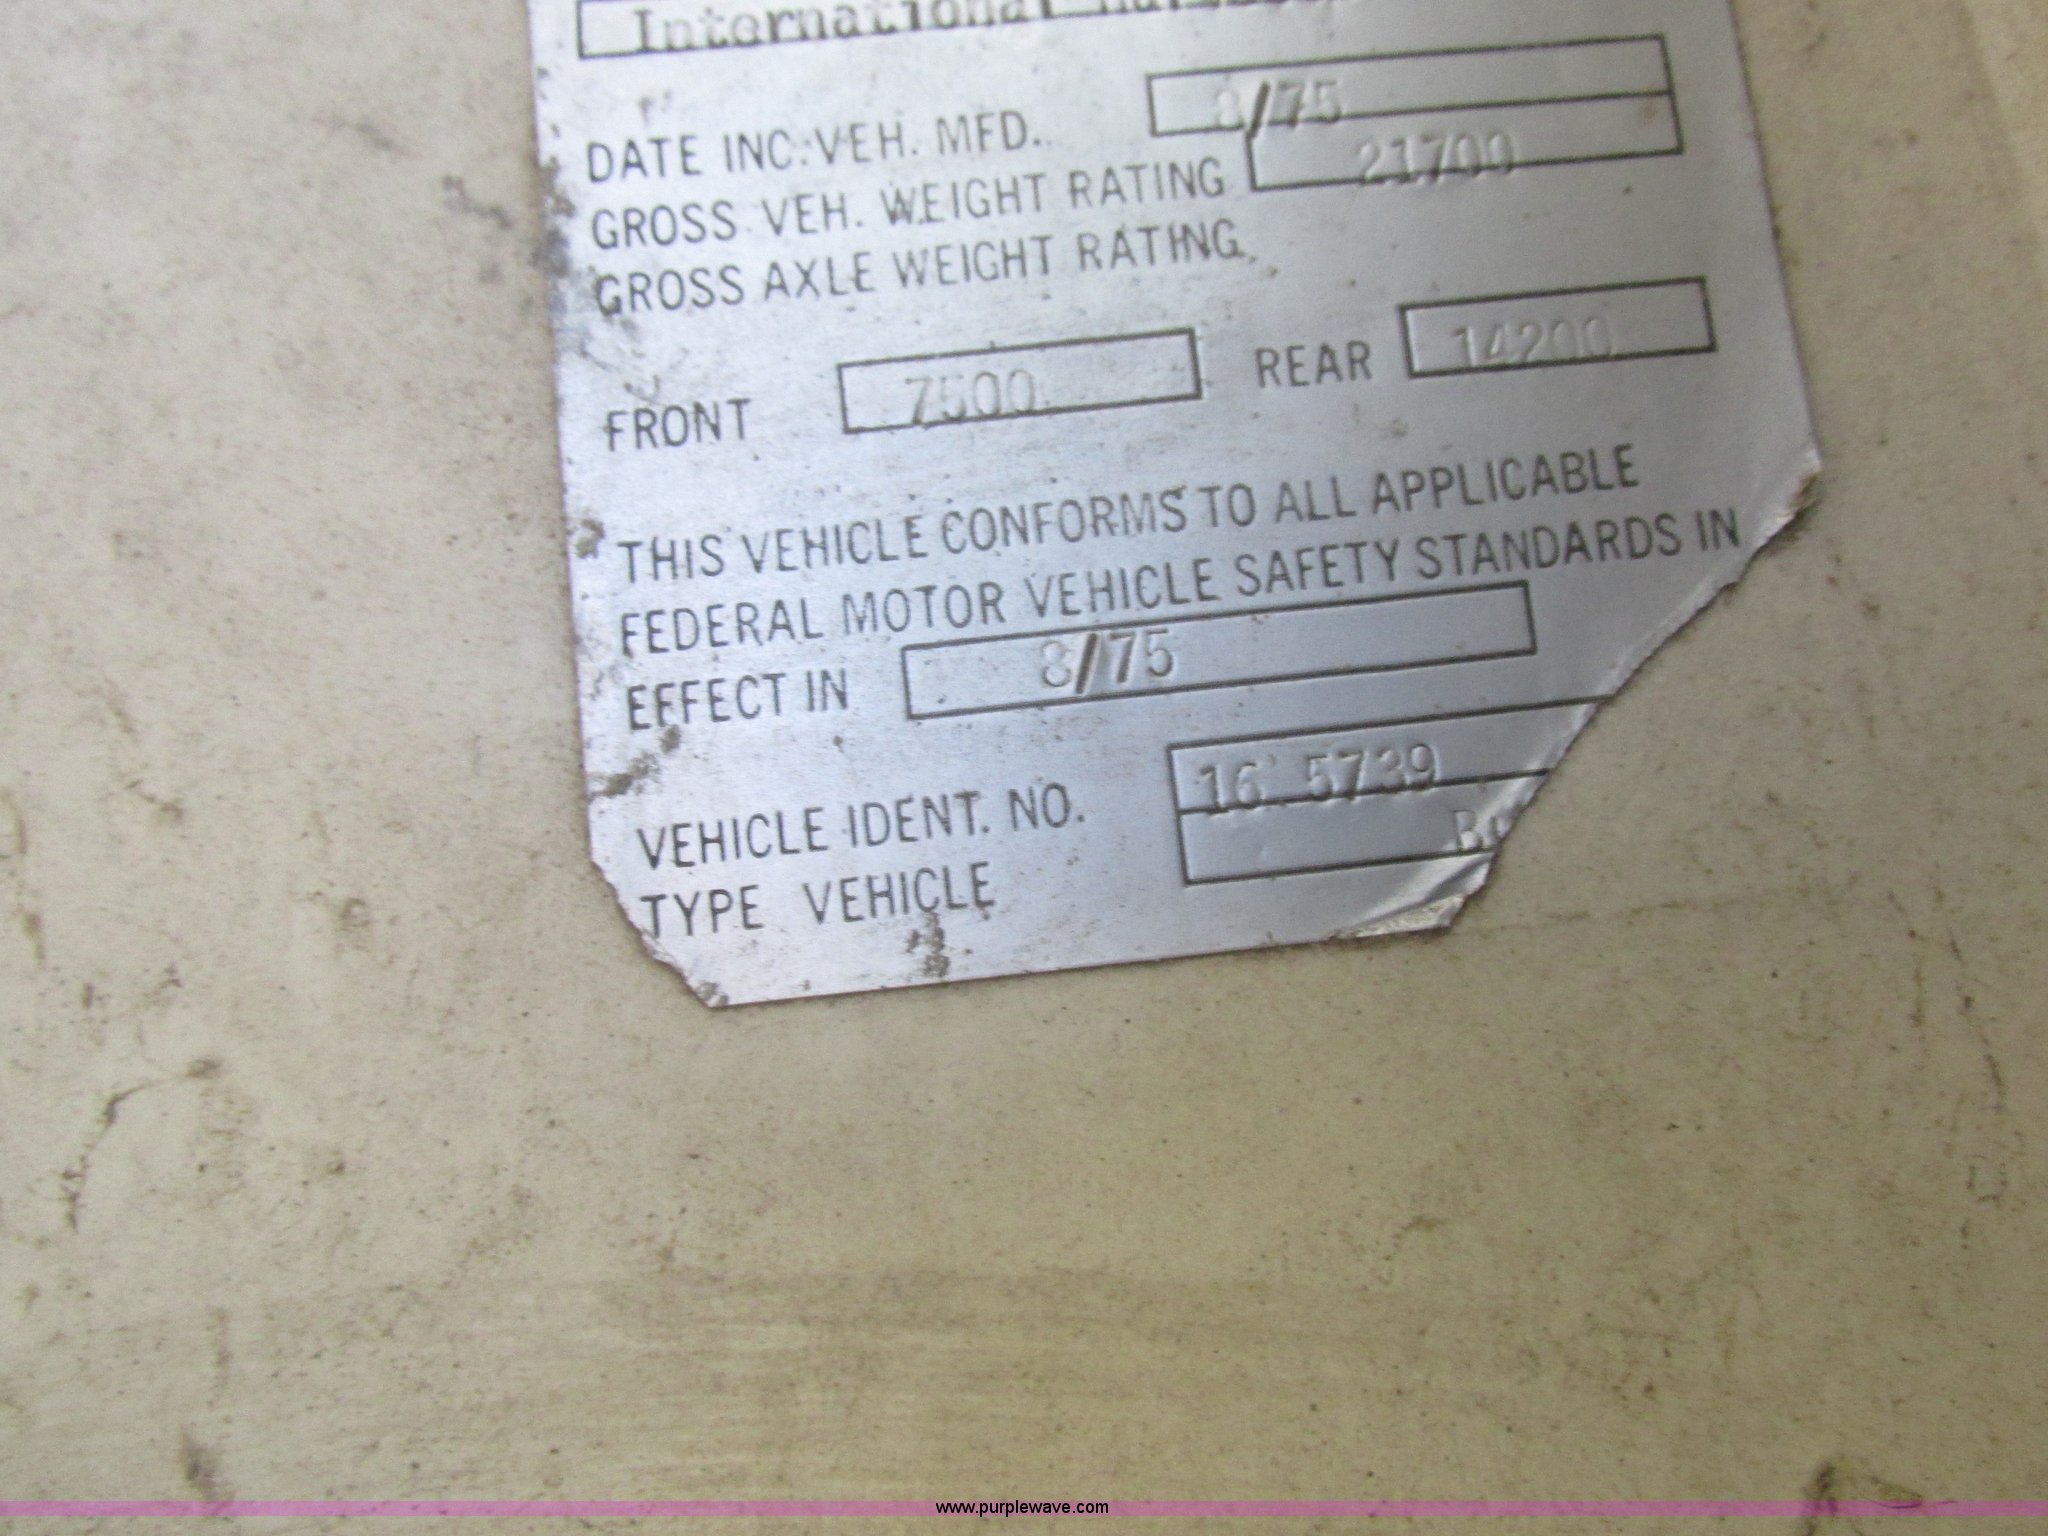 International
DATE INC. VEH. MFD. 8/75
GROSS VEH. WEIGHT RATING 21700
GROSS AXLE WEIGHT RATING
FRONT 7500 REAR 14200
THIS VEHICLE CONFORMS TO ALL APPLICABLE
FEDERAL MOTOR VEHICLE SAFETY STANDARDS IN
EFFECT IN 8/75
VEHICLE IDENT. NO. 16 5739
TYPE VEHICLE
www.purplewave.com